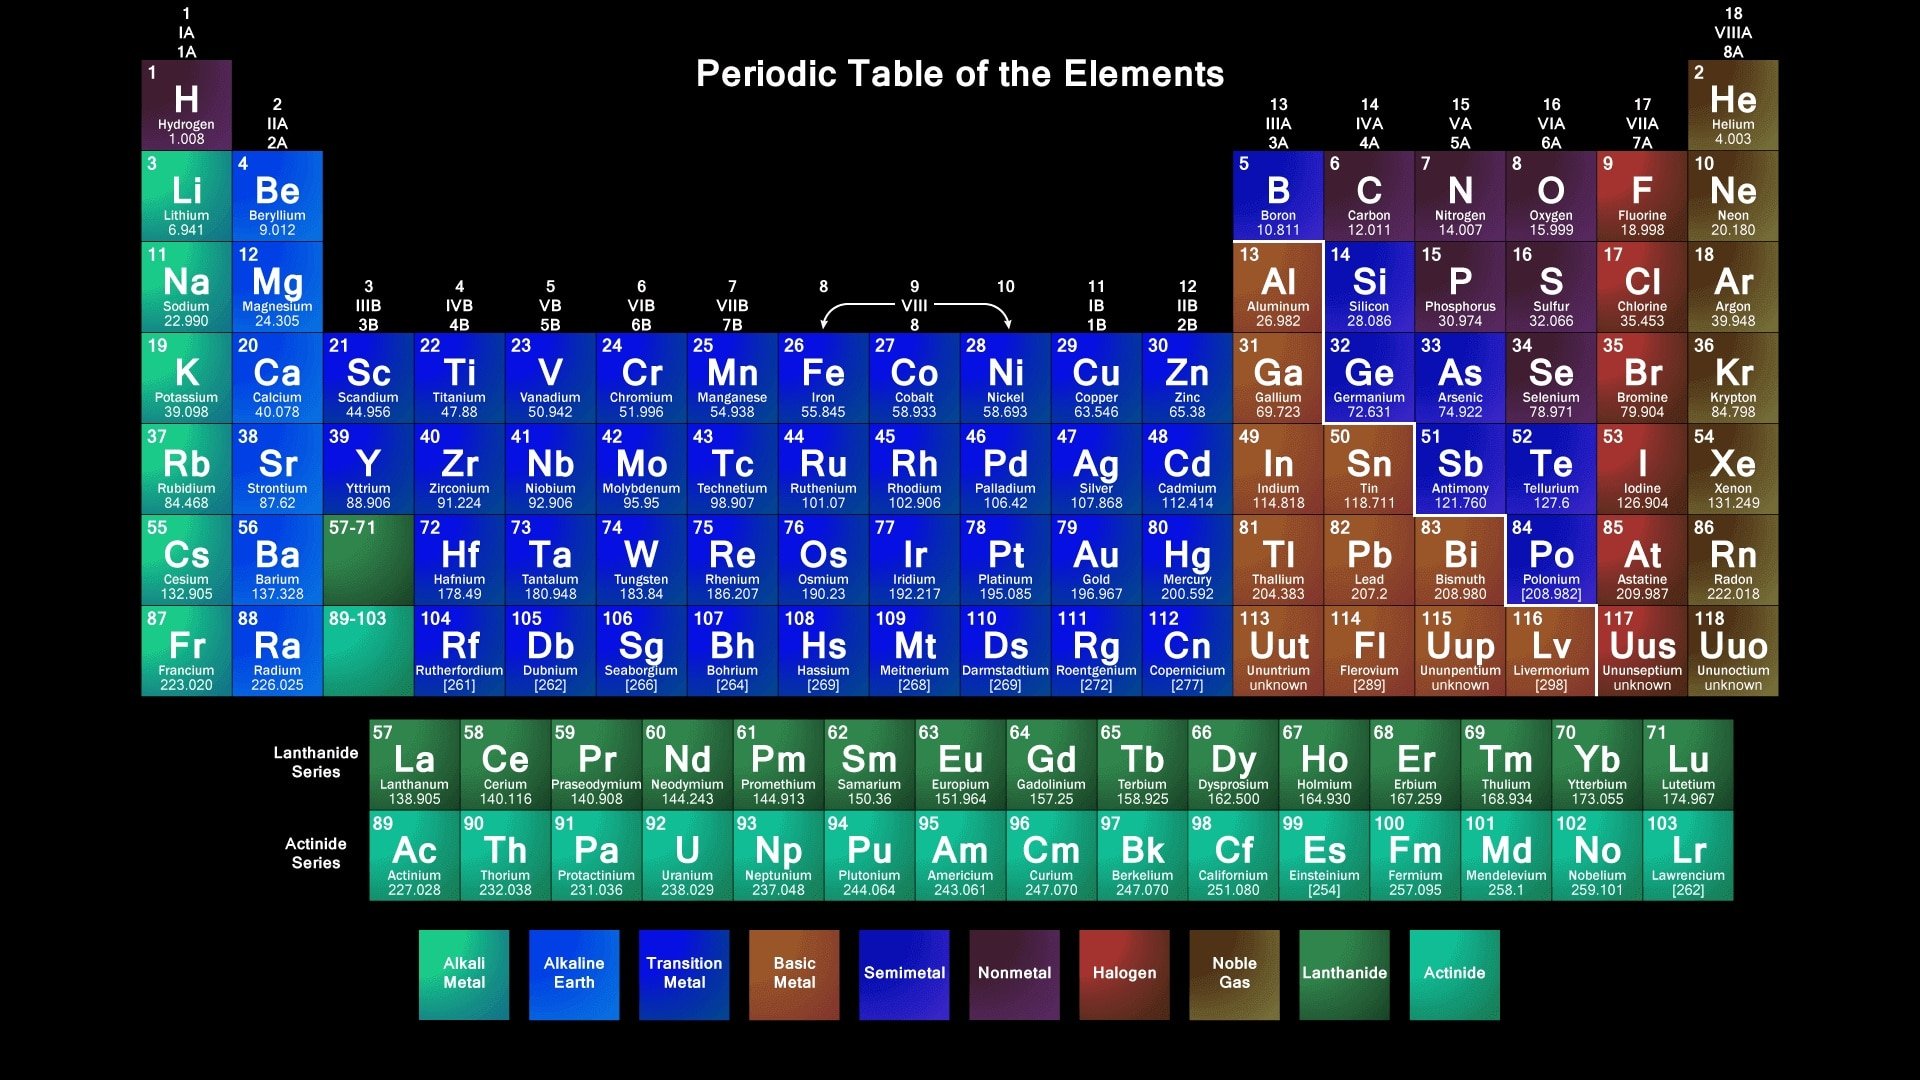 1
IA
1A
18
VIIIA
8A
Periodic Table of the Elements
1
H
Hydrogen
1.008
2
IIA
2A
13
IIIA
3A
14
IVA
4A
15
VA
5A
16
VIA
6A
17
VIIA
7A
2
He
Helium
4.003
3
Li
Lithium
6.941
4
Be
Beryllium
9.012
5
B
Boron
10.811
6
C
Carbon
12.011
7
N
Nitrogen
14.007
8
O
Oxygen
15.999
9
F
Fluorine
18.998
10
Ne
Neon
20.180
11
Na
Sodium
22.990
12
Mg
Magnesium
24.305
3
IIIB
3B
4
IVB
4B
5
VB
5B
6
VIB
6B
7
VIIB
7B
8
9
10
VIII
8
11
IB
1B
12
IIB
2B
13
Al
Aluminum
26.982
14
Si
Silicon
28.086
15
P
Phosphorus
30.974
16
S
Sulfur
32.066
17
Cl
Chlorine
35.453
18
Ar
Argon
39.948
19
K
Potassium
39.098
20
Ca
Calcium
40.078
21
Sc
Scandium
44.956
22
Ti
Titanium
47.88
23
V
Vanadium
50.942
24
Cr
Chromium
51.996
25
Mn
Manganese
54.938
26
Fe
Iron
55.845
27
Co
Cobalt
58.933
28
Ni
Nickel
58.693
29
Cu
Copper
63.546
30
Zn
Zinc
65.38
31
Ga
Gallium
69.723
32
Ge
Germanium
72.631
33
As
Arsenic
74.922
34
Se
Selenium
78.971
35
Br
Bromine
79.904
36
Kr
Krypton
84.798
37
Rb
Rubidium
84.468
38
Sr
Strontium
87.62
39
Y
Yttrium
88.906
40
Zr
Zirconium
91.224
41
Nb
Niobium
92.906
42
Mo
Molybdenum
95.95
43
Tc
Technetium
98.907
44
Ru
Ruthenium
101.07
45
Rh
Rhodium
102.906
46
Pd
Palladium
106.42
47
Ag
Silver
107.868
48
Cd
Cadmium
112.414
49
In
Indium
114.818
50
Sn
Tin
118.711
51
Sb
Antimony
121.760
52
Te
Tellurium
127.6
53
I
Iodine
126.904
54
Xe
Xenon
131.249
55
Cs
Cesium
132.905
56
Ba
Barium
137.328
57-71
72
Hf
Hafnium
178.49
73
Ta
Tantalum
180.948
74
W
Tungsten
183.84
75
Re
Rhenium
186.207
76
Os
Osmium
190.23
77
Ir
Iridium
192.217
78
Pt
Platinum
195.085
79
Au
Gold
196.967
80
Hg
Mercury
200.592
81
Tl
Thallium
204.383
82
Pb
Lead
207.2
83
Bi
Bismuth
208.980
84
Po
Polonium
[208.982]
85
At
Astatine
209.987
86
Rn
Radon
222.018
87
Fr
Francium
223.020
88
Ra
Radium
226.025
89-103
104
Rf
Rutherfordium
[261]
105
Db
Dubnium
[262]
106
Sg
Seaborgium
[266]
107
Bh
Bohrium
[264]
108
Hs
Hassium
[269]
109
Mt
Meitnerium
[268]
110
Ds
Darmstadtium
[269]
111
Rg
Roentgenium
[272]
112
Cn
Copernicium
[277]
113
Uut
Ununtrium
unknown
114
Fl
Flerovium
[289]
115
Uup
Ununpentium
unknown
116
Lv
Livermorium
[298]
117
Uus
Ununseptium
unknown
118
Uuo
Ununoctium
unknown
Lanthanide
Series
57
La
Lanthanum
138.905
58
Ce
Cerium
140.116
59
Pr
Praseodymium
140.908
60
Nd
Neodymium
144.243
61
Pm
Promethium
144.913
62
Sm
Samarium
150.36
63
Eu
Europium
151.964
64
Gd
Gadolinium
157.25
65
Tb
Terbium
158.925
66
Dy
Dysprosium
162.500
67
Ho
Holmium
164.930
68
Er
Erbium
167.259
69
Tm
Thulium
168.934
70
Yb
Ytterbium
173.055
71
Lu
Lutetium
174.967
Actinide
Series
89
Ac
Actinium
227.028
90
Th
Thorium
232.038
91
Pa
Protactinium
231.036
92
U
Uranium
238.029
93
Np
Neptunium
237.048
94
Pu
Plutonium
244.064
95
Am
Americium
243.061
96
Cm
Curium
247.070
97
Bk
Berkelium
247.070
98
Cf
Californium
251.080
99
Es
Einsteinium
[254]
100
Fm
Fermium
257.095
101
Md
Mendelevium
258.1
102
No
Nobelium
259.101
103
Lr
Lawrencium
[262]
Alkali
Metal
Alkaline
Earth
Transition
Metal
Basic
Metal
Semimetal
Nonmetal
Halogen
Noble
Gas
Lanthanide
Actinide